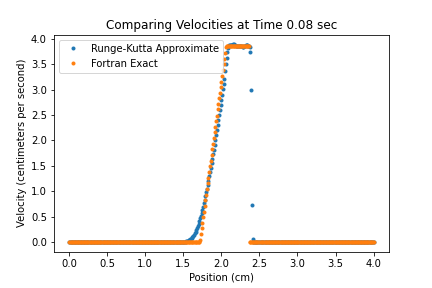 Comparing Velocities at Time 0.08 sec
Runge-Kutta Approximate
Fortran Exact
Velocity (centimeters per second)
4.0
3.5
3.0
2.5
2.0
1.5
1.0
0.5
0.0
0.0 0.5 1.0 1.5 2.0 2.5 3.0 3.5 4.0
Position (cm)